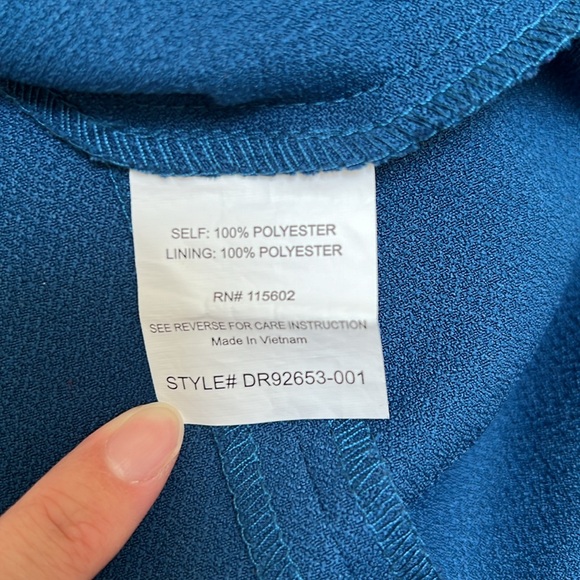 SELF: 100% POLYESTER
LINING: 100% POLYESTER
RN# 115602
SEE REVERSE FOR CARE INSTRUCTION
Made In Vietnam
STYLE# DR92653-001